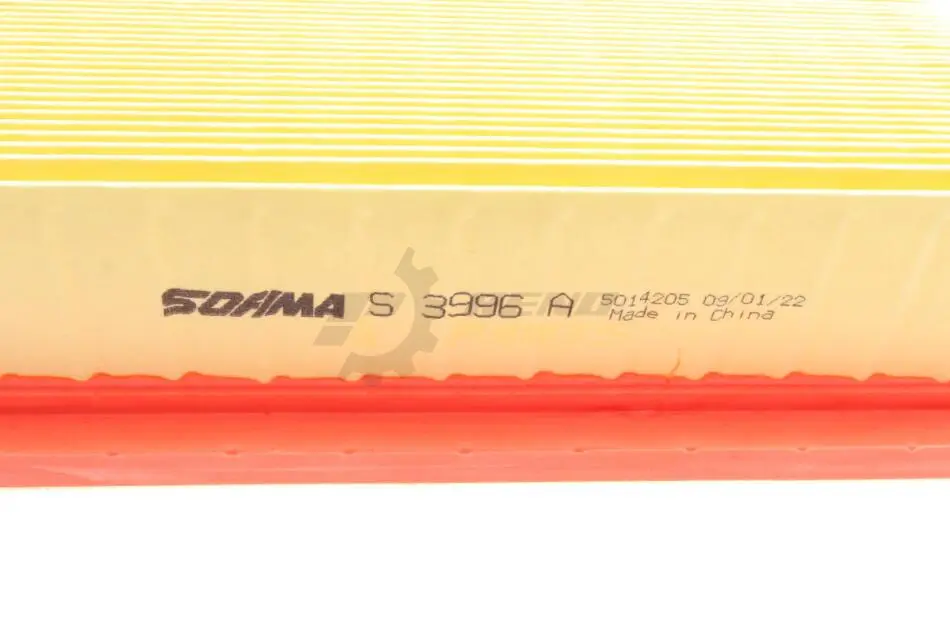 SOFIMA S 3996 A 5014205 09/01/22
Made in China